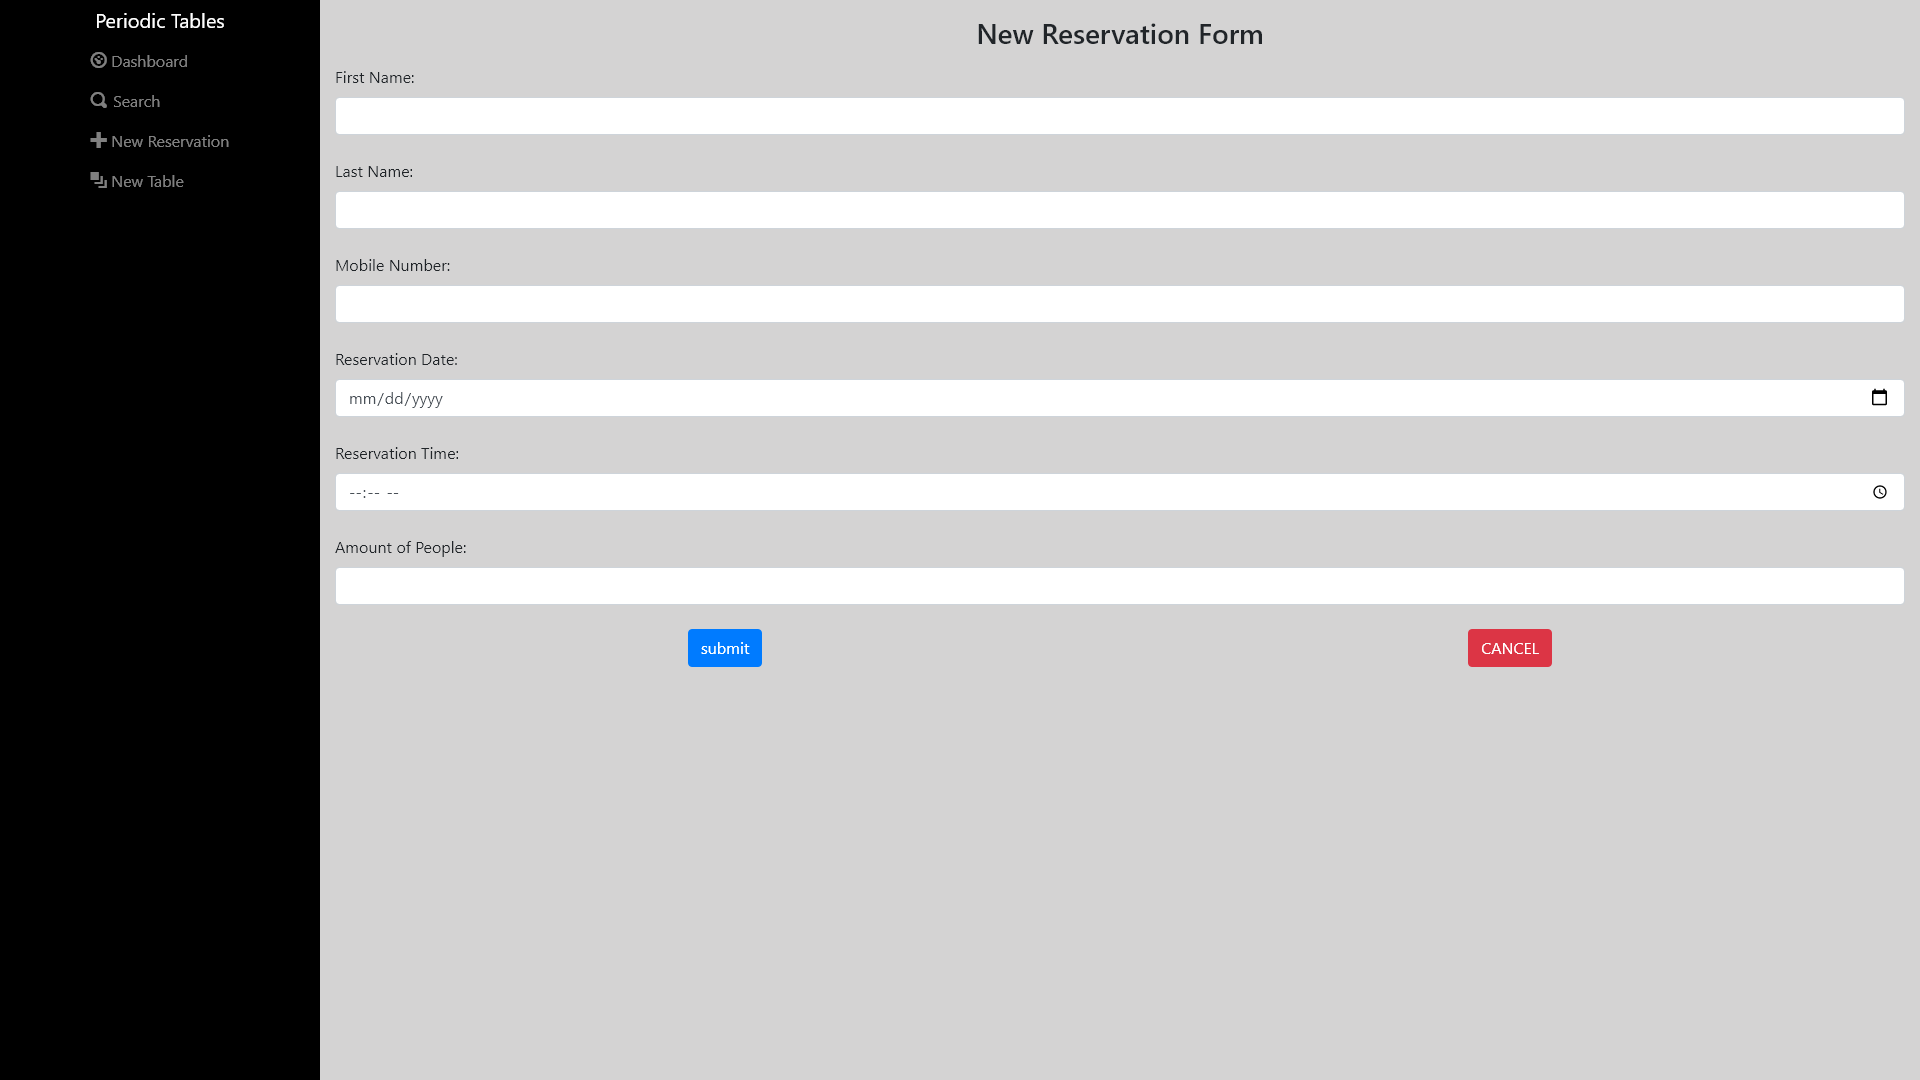 Periodic Tables
Dashboard
Search
New Reservation
New Table
New Reservation Form
First Name:
Last Name:
Mobile Number:
Reservation Date:
mm/dd/yyyy
Reservation Time:
--:-- --
Amount of People:
submit
CANCEL